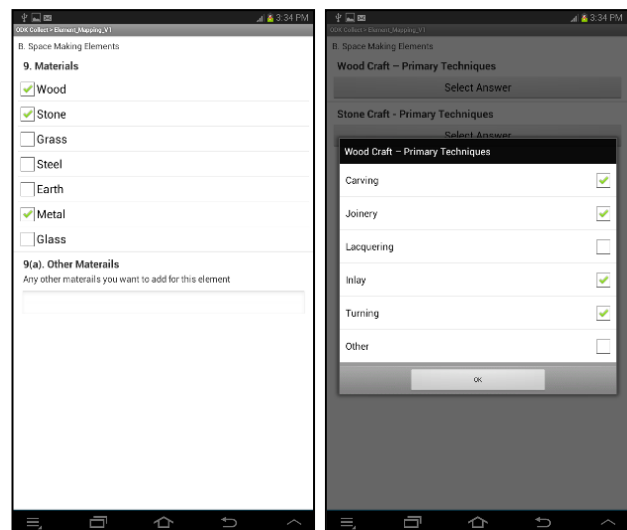 3:34 PM
ODK Collect > Element_Mapping_V1
B. Space Making Elements
9. Materials
Wood
Stone
Grass
Steel
Earth
Metal
Glass
9(a). Other Materails
Any other materails you want to add for this element
3:34 PM
ODK Collect > Element_Mapping_V1
B. Space Making Elements
Wood Craft – Primary Techniques
Select Answer
Stone Craft - Primary Techniques
Select Answer
Wood Craft – Primary Techniques
Carving
Joinery
Lacquering
Inlay
Turning
Other
OK